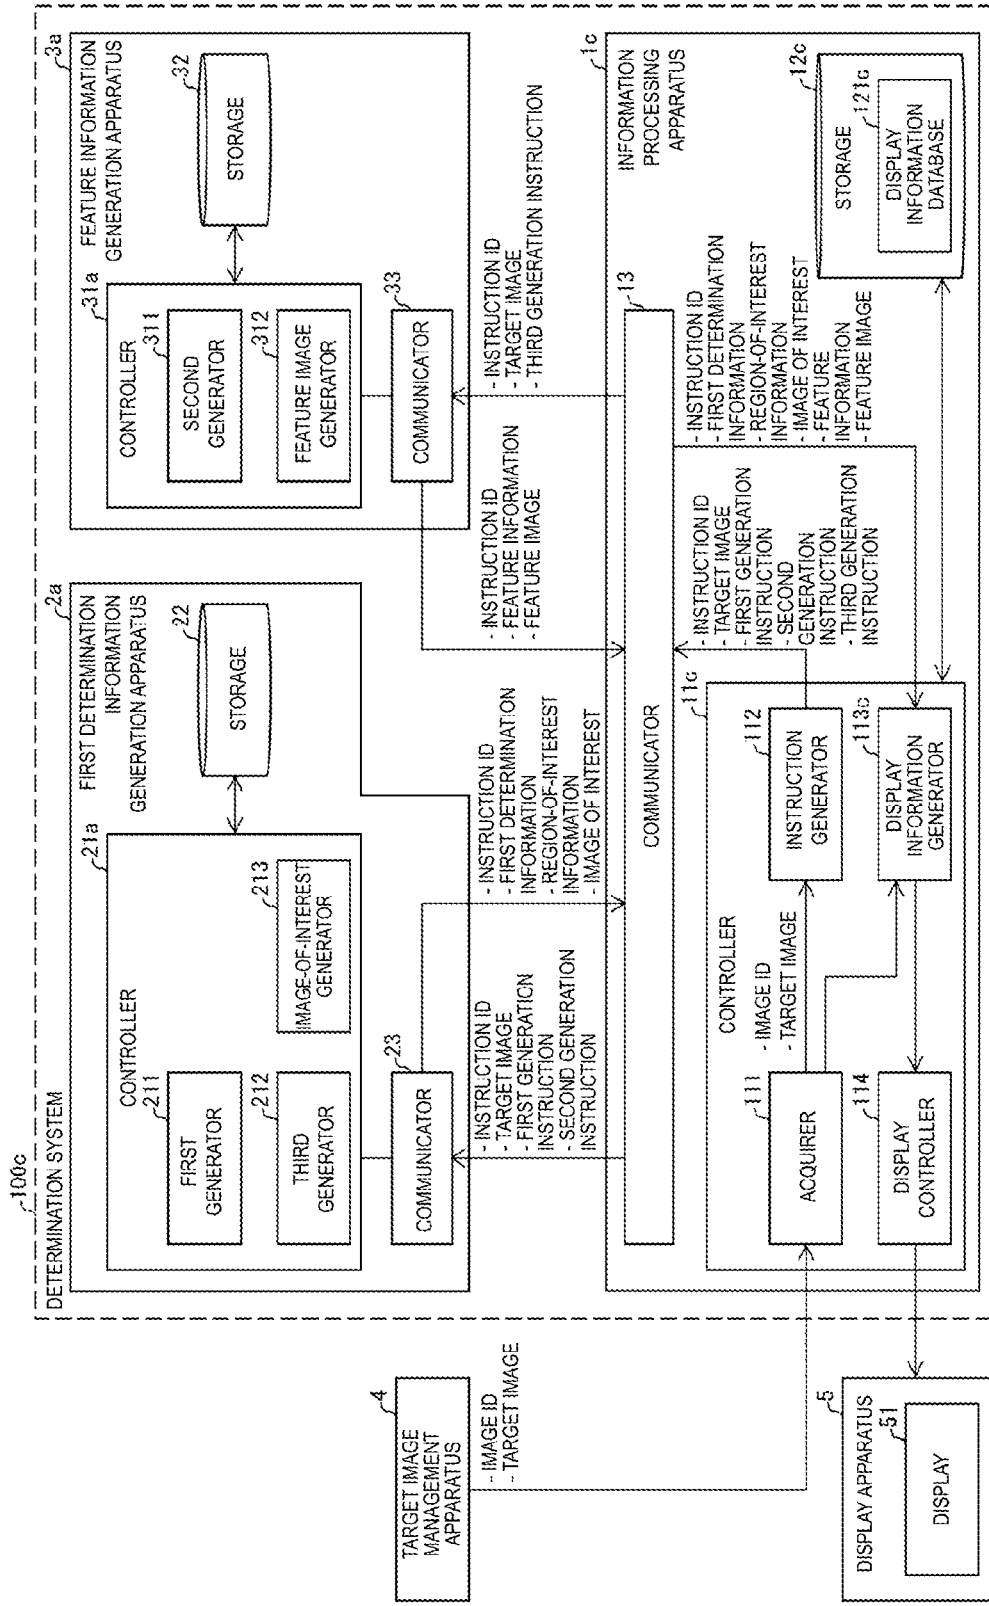 100c
DETERMINATION SYSTEM
2a
FIRST DETERMINATION
INFORMATION
GENERATION APPARATUS
21a
CONTROLLER
211
FIRST
GENERATOR
212
THIRD
GENERATOR
213
IMAGE-OF-INTEREST
GENERATOR
22
STORAGE
23
COMMUNICATOR
3a
FEATURE INFORMATION
GENERATION APPARATUS
31a
CONTROLLER
311
SECOND
GENERATOR
312
FEATURE IMAGE
GENERATOR
32
STORAGE
33
COMMUNICATOR
- INSTRUCTION ID
- TARGET IMAGE
- FIRST GENERATION
INSTRUCTION
- SECOND GENERATION
INSTRUCTION
- INSTRUCTION ID
- FIRST DETERMINATION
INFORMATION
- REGION-OF-INTEREST
INFORMATION
- IMAGE OF INTEREST
- INSTRUCTION ID
- FEATURE INFORMATION
- FEATURE IMAGE
- INSTRUCTION ID
- TARGET IMAGE
- THIRD GENERATION INSTRUCTION
4
TARGET IMAGE
MANAGEMENT
APPARATUS
- IMAGE ID
- TARGET IMAGE
1c
INFORMATION
PROCESSING
APPARATUS
13
COMMUNICATOR
11c
CONTROLLER
111
ACQUIRER
- IMAGE ID
- TARGET IMAGE
112
INSTRUCTION
GENERATOR
- INSTRUCTION ID
- TARGET IMAGE
- FIRST GENERATION
INSTRUCTION
- SECOND
GENERATION
INSTRUCTION
- THIRD GENERATION
INSTRUCTION
- INSTRUCTION ID
- FIRST DETERMINATION
INFORMATION
- REGION-OF-INTEREST
INFORMATION
- IMAGE OF INTEREST
- FEATURE
INFORMATION
- FEATURE IMAGE
113c
DISPLAY
INFORMATION
GENERATOR
114
DISPLAY
CONTROLLER
12c
STORAGE
121c
DISPLAY
INFORMATION
DATABASE
5
DISPLAY APPARATUS
51
DISPLAY